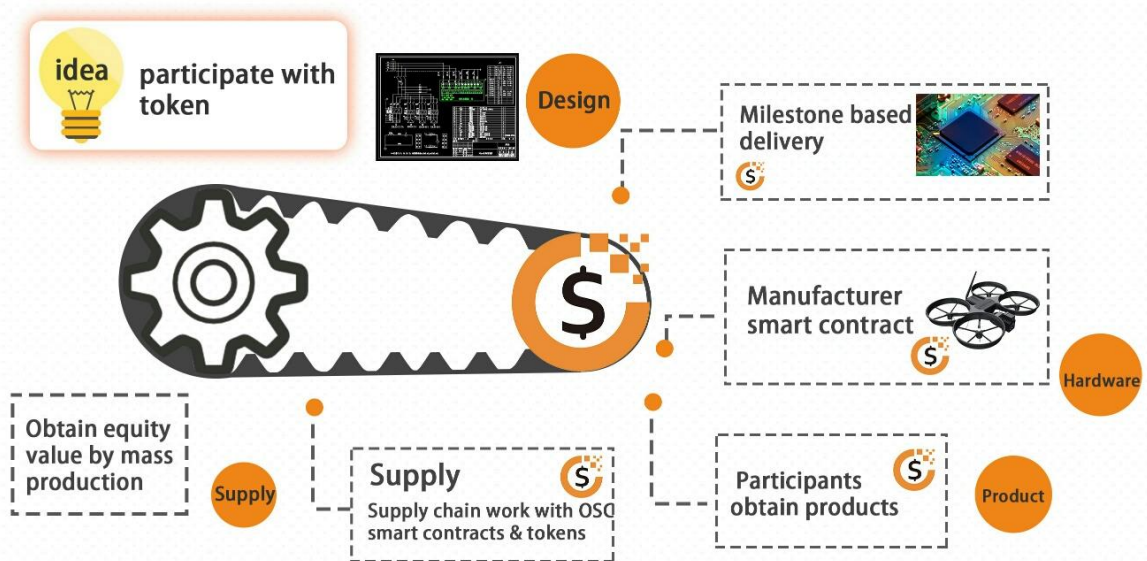 idea
participate with
token
Design
Milestone based
delivery
$
$
Manufacturer
smart contract
$
Hardware
Obtain equity
value by mass
production
Supply
Supply
$
Supply chain work with OSC
smart contracts & tokens
Participants
obtain products
$
Product